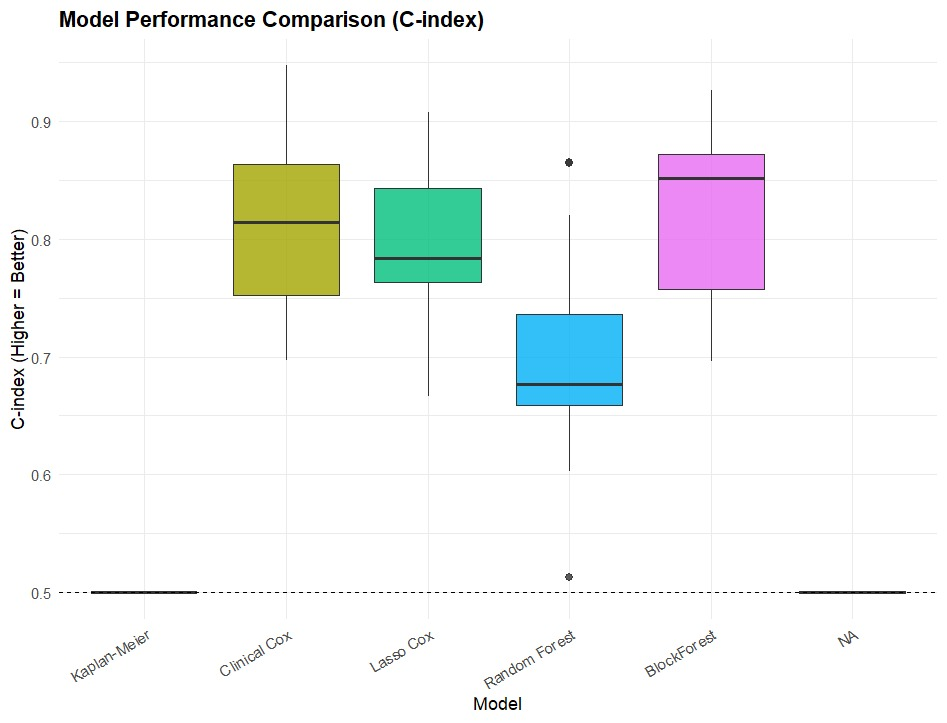 Model Performance Comparison (C-index)
C-index (Higher = Better)
0.9
0.8
0.7
0.6
0.5
Kaplan-Meier
Clinical Cox
Lasso Cox
Random Forest
BlockForest
NA
Model